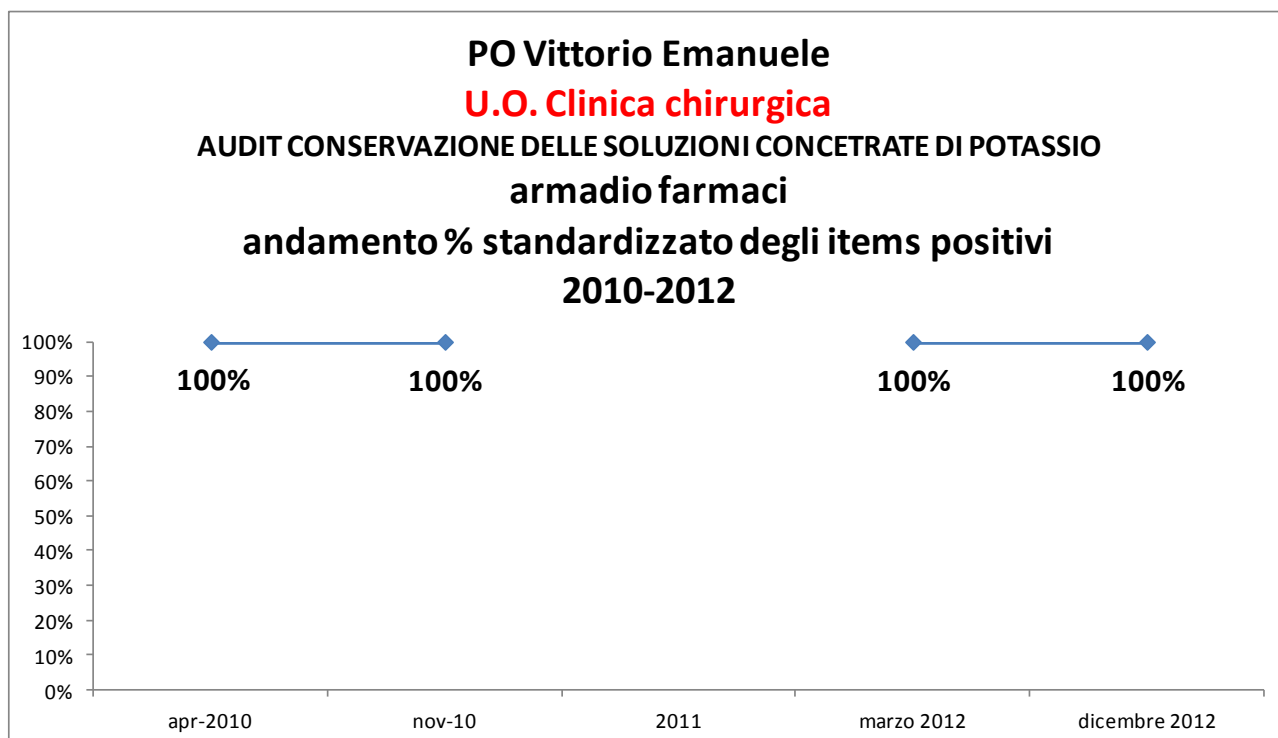 PO Vittorio Emanuele
U.O. Clinica chirurgica
AUDIT CONSERVAZIONE DELLE SOLUZIONI CONCETRATE DI POTASSIO
armadio farmaci
andamento % standardizzato degli items positivi
2010-2012
100%
90%
80%
70%
60%
50%
40%
30%
20%
10%
0%
100%
100%
100%
100%
apr-2010
nov-10
2011
marzo 2012
dicembre 2012